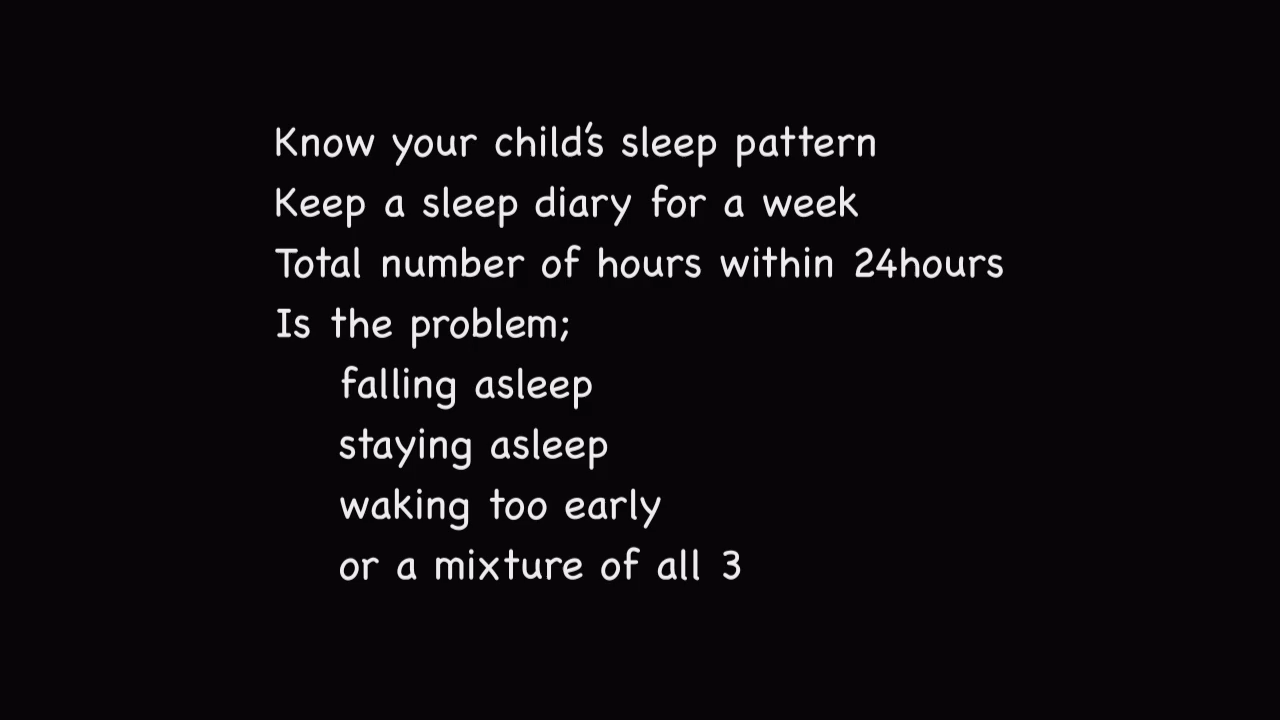 Know your child's sleep pattern
Keep a sleep diary for a week
Total number of hours within 24hours
Is the problem;
falling asleep
staying asleep
waking too early
or a mixture of all 3